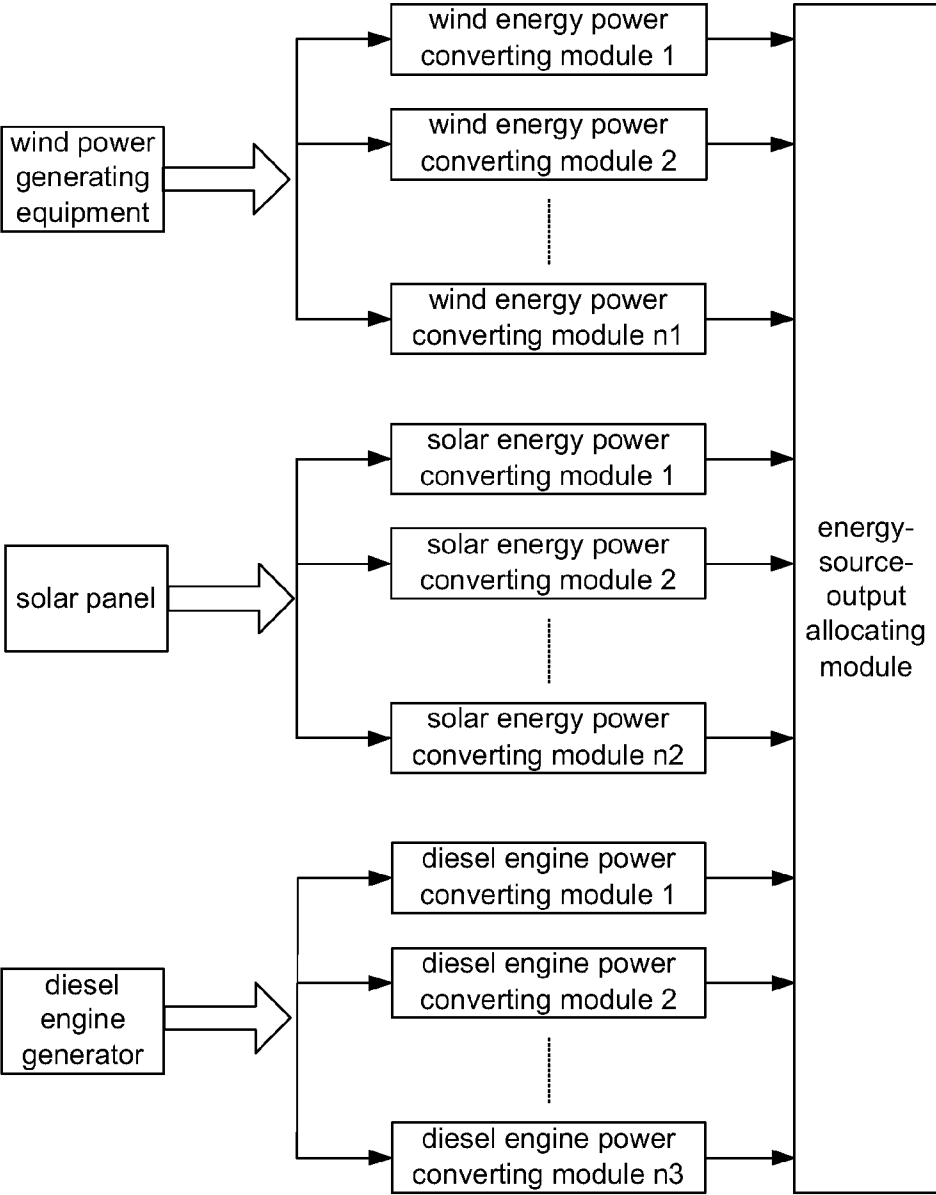 wind energy power
converting module 1
wind energy power
converting module 2
wind power
generating
equipment
wind energy power
converting module n1
solar energy power
converting module 1
solar energy power
converting module 2
solar panel
solar energy power
converting module n2
energy-
source-
output
allocating
module
diesel engine power
converting module 1
diesel engine power
converting module 2
diesel
engine
generator
diesel engine power
converting module n3